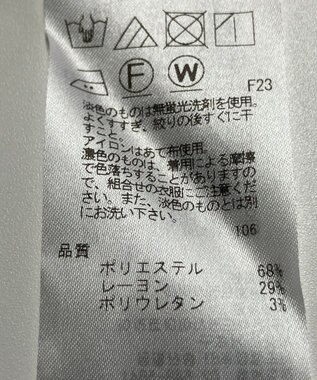 F W
F23
淡色のものは無蛍光洗剤を使用。
よくすすぎ、絞りの後すぐに干
すこと。
アイロンはあて布使用。
濃色のものは、着用による摩擦
で色落ちすることがありますの
で、組合せの衣服にご注意くだ
さい。また、淡色のものとは別
にお洗い下さい。
106
品質
ポリエステル 68%
レーヨン 29%
ポリウレタン 3%